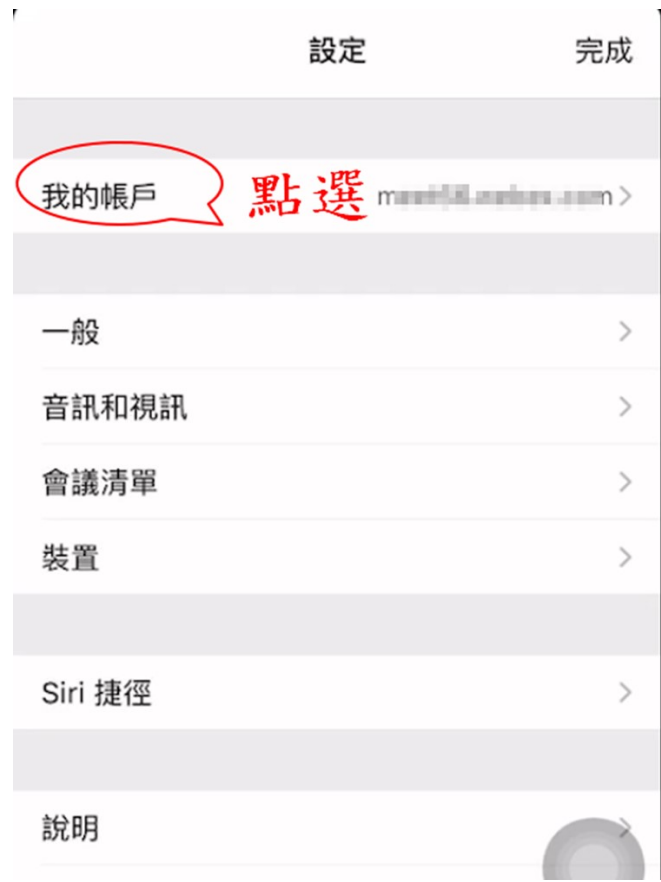 設定 完成
我的帳戶 點選
一般
音訊和視訊
會議清單
裝置
Siri 捷徑
說明